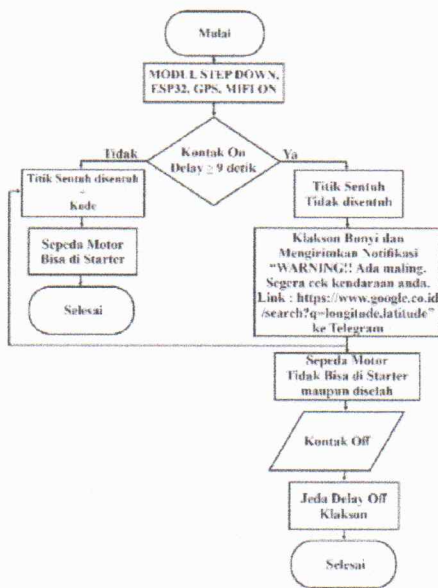 Mulai
MODUL STEP DOWN,
ESP32, GPS, MIFI ON
Kontak On
Delay ≥ 9 detik
Tidak
Ya
Titik Sentuh disentuh
+
Kode
Sepeda Motor
Bisa di Starter
Selesai
Titik Sentuh
Tidak disentuh
Klakson Bunyi dan
Mengirimkan Notifikasi
“WARNING!! Ada maling.
Segera cek kendaraan anda.
Link : https://www.google.co.id
/search?q=longitude,latitude”
ke Telegram
Sepeda Motor
Tidak Bisa di Starter
maupun diselah
Kontak Off
Jeda Delay Off
Klakson
Selesai